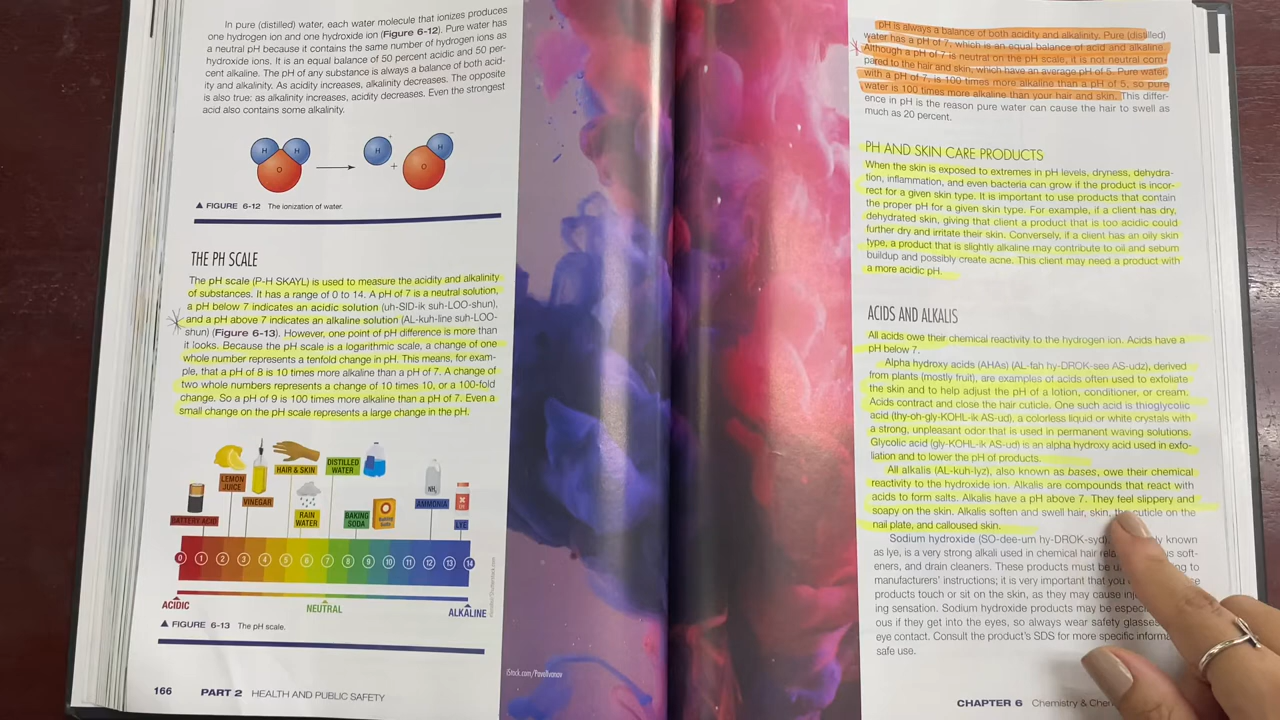 In pure (distilled) water, each water molecule that ionizes produces
one hydrogen ion and one hydroxide ion (Figure 6-12). Pure water has
a neutral pH because it contains the same number of hydrogen ions as
hydroxide ions. It is an equal balance of 50 percent acidic and 50 per-
cent alkaline. The pH of any substance is always a balance of both acid-
ity and alkalinity. As acidity increases, alkalinity decreases. The opposite
is also true; as alkalinity increases, acidity decreases. Even the strongest
acid also contains some alkalinity.
H H
O
H
+
+
O
H
-
▲ FIGURE 6-12 The ionization of water.
THE PH SCALE
The pH scale (P-H SKAYL) is used to measure the acidity and alkalinity
of substances. It has a range of 0 to 14. A pH of 7 is a neutral solution,
a pH below 7 indicates an acidic solution (uh-SID-ik suh-LOO-shun),
and a pH above 7 indicates an alkaline solution (AL-kuh-line suh-LOO-
shun) (Figure 6-13). However, one point of pH difference is more than
it looks. Because the pH scale is a logarithmic scale, a change of one
whole number represents a tenfold change in pH. This means, for exam-
ple, that a pH of 8 is 10 times more alkaline than a pH of 7. A change of
two whole numbers represents a change of 10 times 10, or a 100-fold
change. So a pH of 9 is 100 times more alkaline than a pH of 7. Even a
small change on the pH scale represents a large change in the pH.
BATTERY ACID
LEMON
JUICE
VINEGAR
HAIR & SKIN
RAIN
WATER
DISTILLED
WATER
BAKING
SODA
NH3
AMMONIA
LYE
0 1 2 3 4 5 6 7 8 9 10 11 12 13 14
ACIDIC
NEUTRAL
ALKALINE
▲ FIGURE 6-13 The pH scale.
166 PART 2 HEALTH AND PUBLIC SAFETY
iStock.com/PavelIvanov
pH is always a balance of both acidity and alkalinity. Pure (distilled)
water has a pH of 7, which is an equal balance of acid and alkaline.
Although a pH of 7 is neutral on the pH scale, it is not neutral com-
pared to the hair and skin, which have an average pH of 5. Pure water,
with a pH of 7, is 100 times more alkaline than a pH of 5, so pure
water is 100 times more alkaline than your hair and skin. This differ-
ence in pH is the reason pure water can cause the hair to swell as
much as 20 percent.
PH AND SKIN CARE PRODUCTS
When the skin is exposed to extremes in pH levels, dryness, dehydra-
tion, inflammation, and even bacteria can grow if the product is incor-
rect for a given skin type. It is important to use products that contain
the proper pH for a given skin type. For example, if a client has dry,
dehydrated skin, giving that client a product that is too acidic could
further dry and irritate their skin. Conversely, if a client has an oily skin
type, a product that is slightly alkaline may contribute to oil and sebum
buildup and possibly create acne. This client may need a product with
a more acidic pH.
ACIDS AND ALKALIS
All acids owe their chemical reactivity to the hydrogen ion. Acids have a
pH below 7.
Alpha hydroxy acids (AHAs) (AL-fah hy-DROK-see AS-udz), derived
from plants (mostly fruit), are examples of acids often used to exfoliate
the skin and to help adjust the pH of a lotion, conditioner, or cream.
Acids contract and close the hair cuticle. One such acid is thioglycolic
acid (thy-oh-gly-KOHL-ik AS-ud), a colorless liquid or white crystals with
a strong, unpleasant odor that is used in permanent waving solutions.
Glycolic acid (gly-KOHL-ik AS-ud) is an alpha hydroxy acid used in exfo-
liation and to lower the pH of products.
All alkalis (AL-kuh-lyz), also known as bases, owe their chemical
reactivity to the hydroxide ion. Alkalis are compounds that react with
acids to form salts. Alkalis have a pH above 7. They feel slippery and
soapy on the skin. Alkalis soften and swell hair, skin, the cuticle on the
nail plate, and calloused skin.
Sodium hydroxide (SO-dee-um hy-DROK-syd), known
as lye, is a very strong alkali used in chemical hair soft-
eners, and drain cleaners. These products must be to
manufacturers' instructions; it is very important that you
products touch or sit on the skin, as they may cause
ing sensation. Sodium hydroxide products may be
ous if they get into the eyes, so always wear safety
eye contact. Consult the product's SDS for more specific
safe use.
CHAPTER 6 Chemistry &